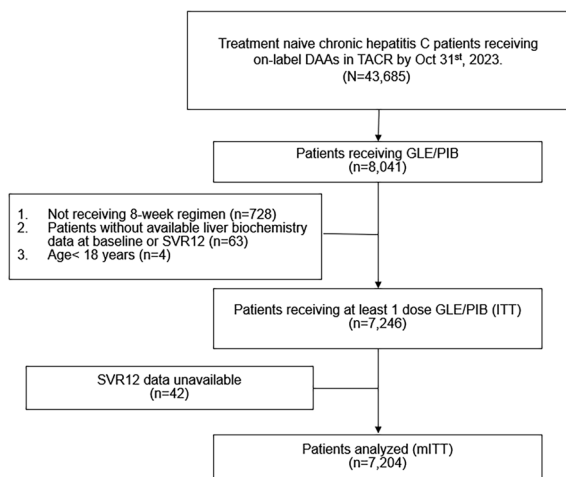 Treatment naive chronic hepatitis C patients receiving
on-label DAAs in TACR by Oct 31st, 2023.
(N=43,685)
Patients receiving GLE/PIB
(n=8,041)
1. Not receiving 8-week regimen (n=728)
2. Patients without available liver biochemistry
data at baseline or SVR12 (n=63)
3. Age< 18 years (n=4)
Patients receiving at least 1 dose GLE/PIB (ITT)
(n=7,246)
SVR12 data unavailable
(n=42)
Patients analyzed (mITT)
(n=7,204)